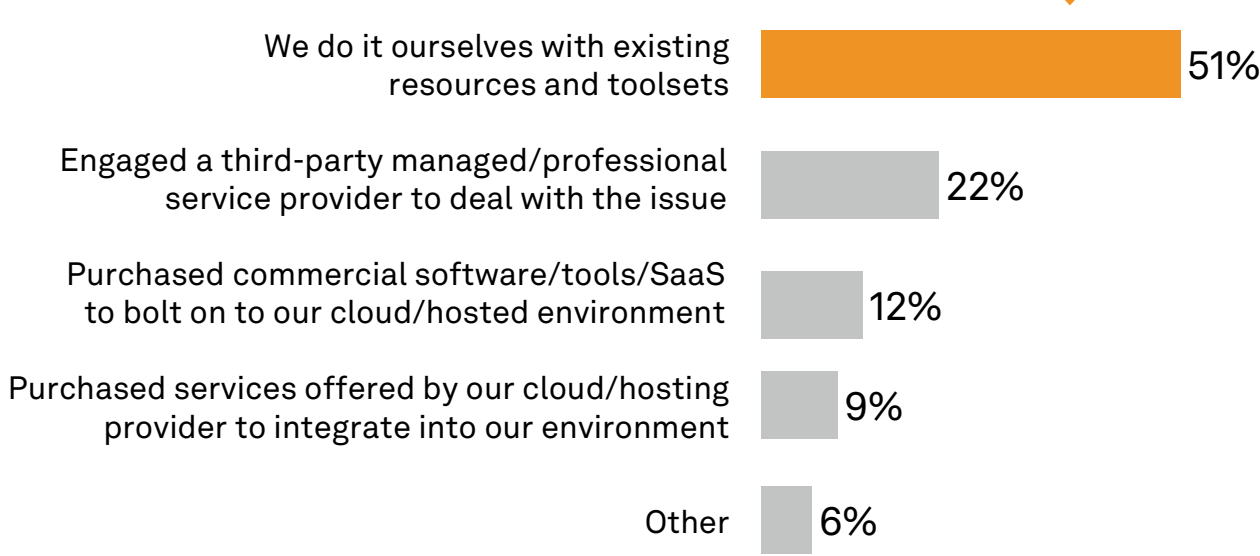 We do it ourselves with existing
resources and toolsets
51%
Engaged a third-party managed/professional
service provider to deal with the issue
22%
Purchased commercial software/tools/SaaS
to bolt on to our cloud/hosted environment
12%
Purchased services offered by our cloud/hosting
provider to integrate into our environment
9%
Other
6%